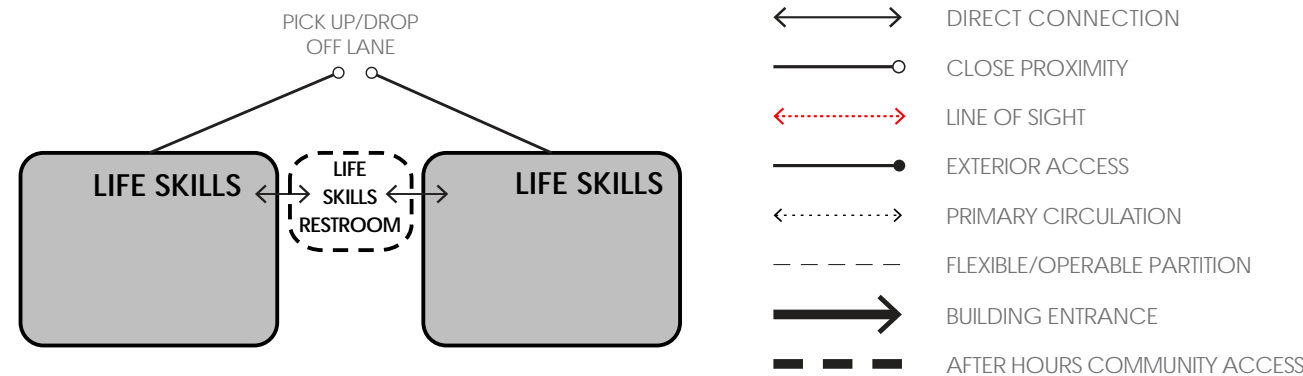 PICK UP/DROP
OFF LANE
LIFE SKILLS
LIFE
SKILLS
RESTROOM
LIFE SKILLS
DIRECT CONNECTION
CLOSE PROXIMITY
LINE OF SIGHT
EXTERIOR ACCESS
PRIMARY CIRCULATION
FLEXIBLE/OPERABLE PARTITION
BUILDING ENTRANCE
AFTER HOURS COMMUNITY ACCESS